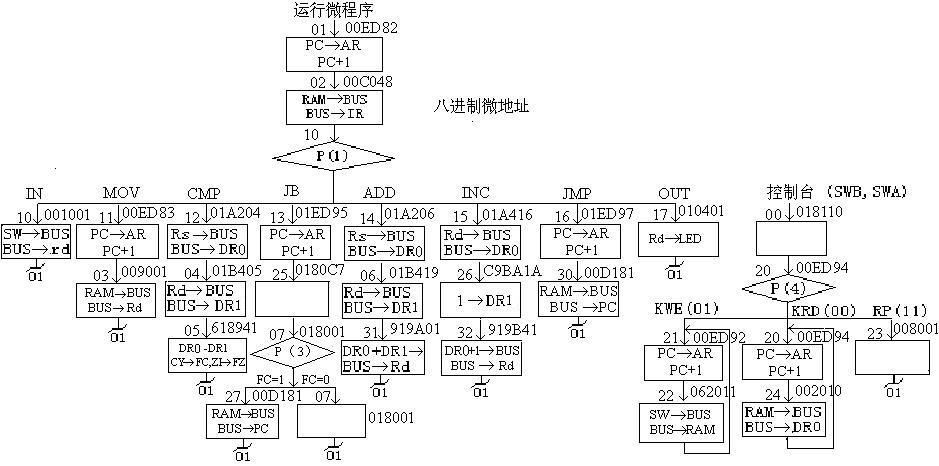 运行微程序
01 00ED82
PC→AR
PC+1
02 00C048
RAM→BUS
BUS→IR
八进制微地址
10
P(1)
IN MOV CMP JB ADD INC JMP OUT 控制台 (SWB,SWA)
10 001001 11 00ED83 12 01A204 13 01ED95 14 01A206 15 01A416 16 01ED97 17 010401 00 018110
SW→BUS
BUS→rd
PC→AR
PC+1
Rs→BUS
BUS→DR0
PC→AR
PC+1
Rs→BUS
BUS→DR0
Rd→BUS
BUS→DR0
PC→AR
PC+1
Rd→LED
01
03 009001 04 01B405 25 0180C7 06 01B419 26 C9BA1A 30 00D181 01 20 00ED94
RAM→BUS
BUS→Rd
Rd→BUS
BUS→DR1
Rd→BUS
BUS→DR1
1→DR1
RAM→BUS
BUS→PC
P(4)
01 05 618941 07 018001 31 919A01 32 919B41 01
KWE(01) KRD(00) RP(11)
21 00ED92 20 00ED94 23 008001
DR0-DR1
CY→FC,ZI→FZ
P(3)
DR0+DR1→
BUS→Rd
DR0+1→BUS
BUS→Rd
PC→AR
PC+1
PC→AR
PC+1
01 FC=1 FC=0 01 01 01
27 00D181 07 22 062011 24 002010
RAM→BUS
BUS→PC
018001
SW→BUS
BUS→RAM
RAM→BUS
BUS→DR0
01 01